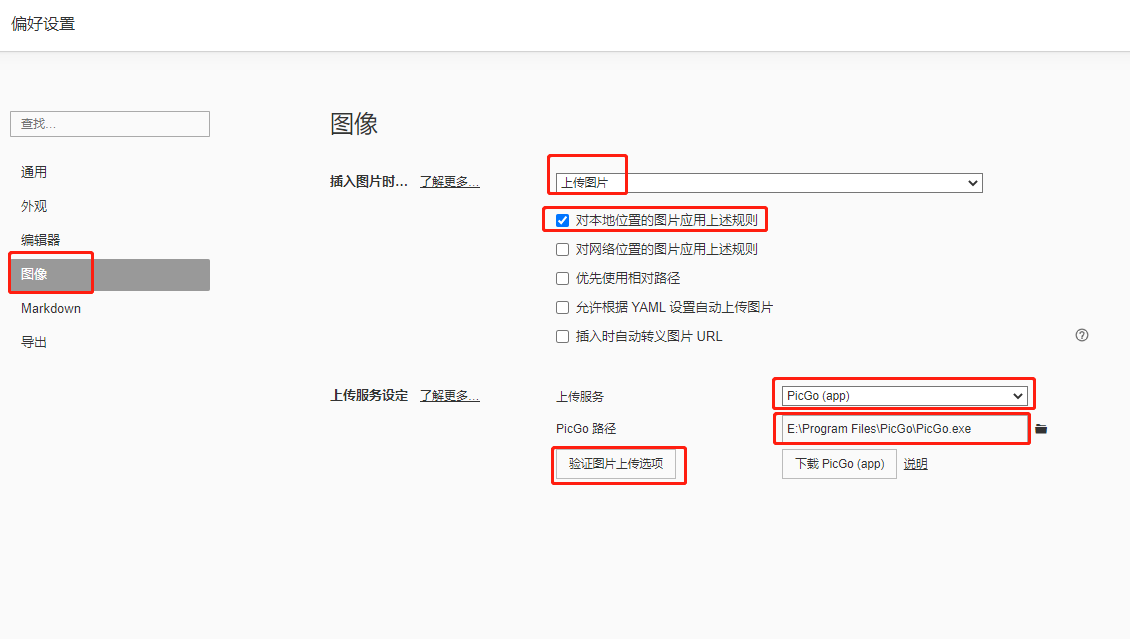 偏好设置
查找...
通用
外观
编辑器
图像
Markdown
导出
图像
插入图片时... 了解更多...
上传图片
对本地位置的图片应用上述规则
对网络位置的图片应用上述规则
优先使用相对路径
允许根据 YAML 设置自动上传图片
插入时自动转义图片 URL
?
上传服务设定 了解更多...
上传服务 PicGo (app)
PicGo 路径 E:\Program Files\PicGo\PicGo.exe
验证图片上传选项 下载 PicGo (app) 说明